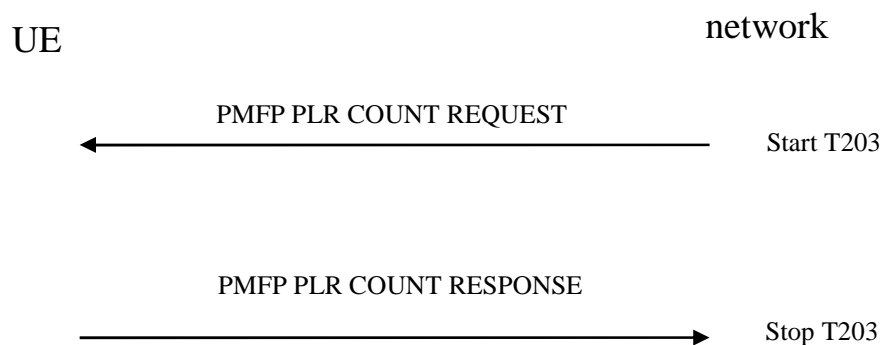 UE
network
PMFP PLR COUNT REQUEST
Start T203
PMFP PLR COUNT RESPONSE
Stop T203